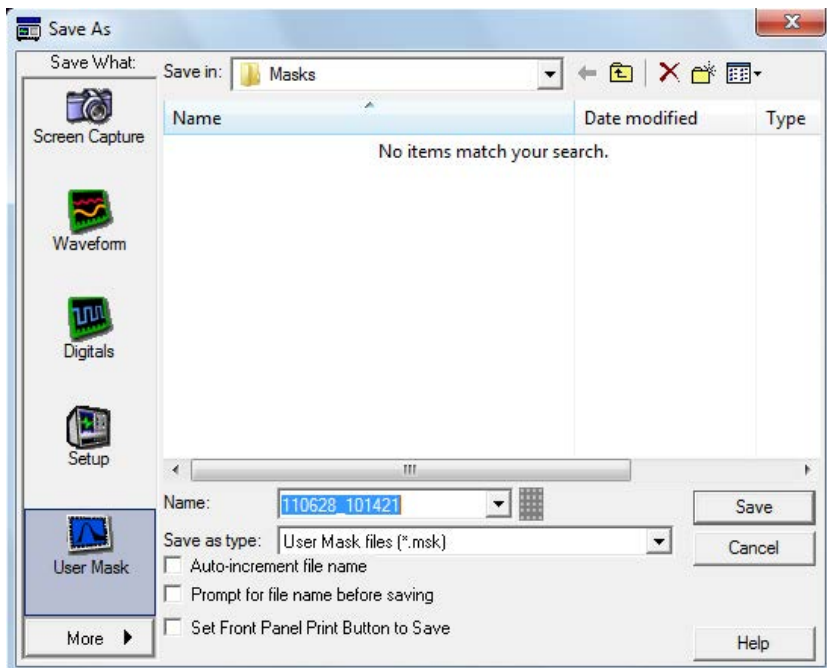 Save As
Save What:
Save in: Masks
Screen Capture
Waveform
Digitals
Setup
User Mask
More
Name Date modified Type
No items match your search.
Name: 110628_101421
Save
Save as type: User Mask files (*.msk)
Cancel
Auto-increment file name
Prompt for file name before saving
Set Front Panel Print Button to Save
Help